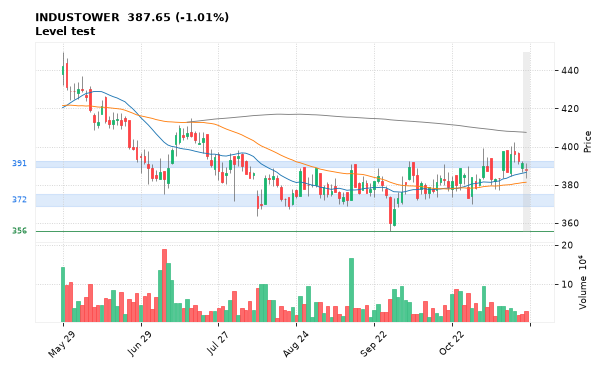 INDUSTOWER 387.65 (-1.01%)
Level test
440
420
400
380
360
Price
391
372
356
20
10
Volume 10⁴
May 29
Jun 29
Jul 27
Aug 24
Sep 22
Oct 22